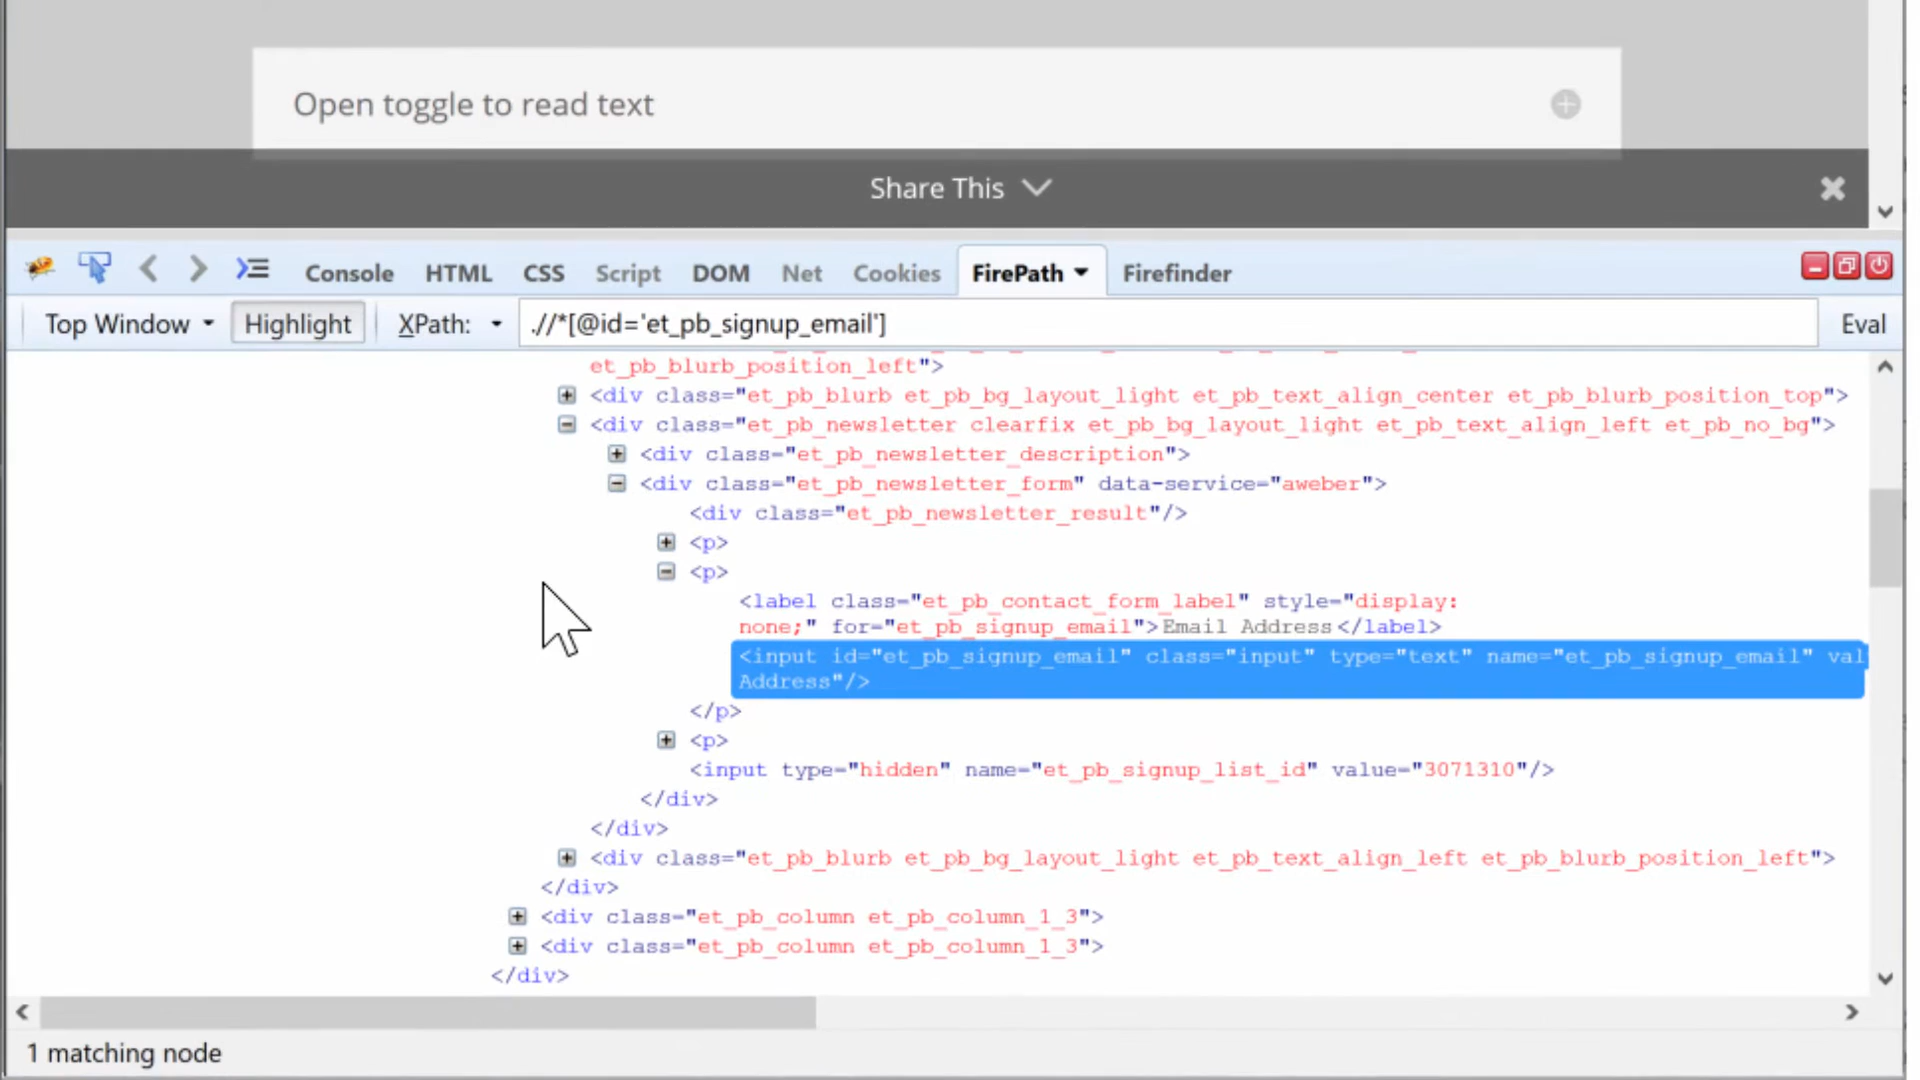 Open toggle to read text
Share This
Console HTML CSS Script DOM Net Cookies FirePath Firefinder
Top Window Highlight XPath: .//*[@id='et_pb_signup_email'] Eval
et_pb_blurb_position_left">
<div class="et_pb_blurb et_pb_bg_layout_light et_pb_text_align_center et_pb_blurb_position_top">
<div class="et_pb_newsletter clearfix et_pb_bg_layout_light et_pb_text_align_left et_pb_no_bg">
<div class="et_pb_newsletter_description">
<div class="et_pb_newsletter_form" data-service="aweber">
<div class="et_pb_newsletter_result"/>
<p>
<p>
<label class="et_pb_contact_form_label" style="display:
none;" for="et_pb_signup_email">Email Address</label>
<input id="et_pb_signup_email" class="input" type="text" name="et_pb_signup_email" val
Address"/>
</p>
<p>
<input type="hidden" name="et_pb_signup_list_id" value="3071310"/>
</div>
</div>
<div class="et_pb_blurb et_pb_bg_layout_light et_pb_text_align_left et_pb_blurb_position_left">
</div>
<div class="et_pb_column et_pb_column_1_3">
<div class="et_pb_column et_pb_column_1_3">
</div>
1 matching node